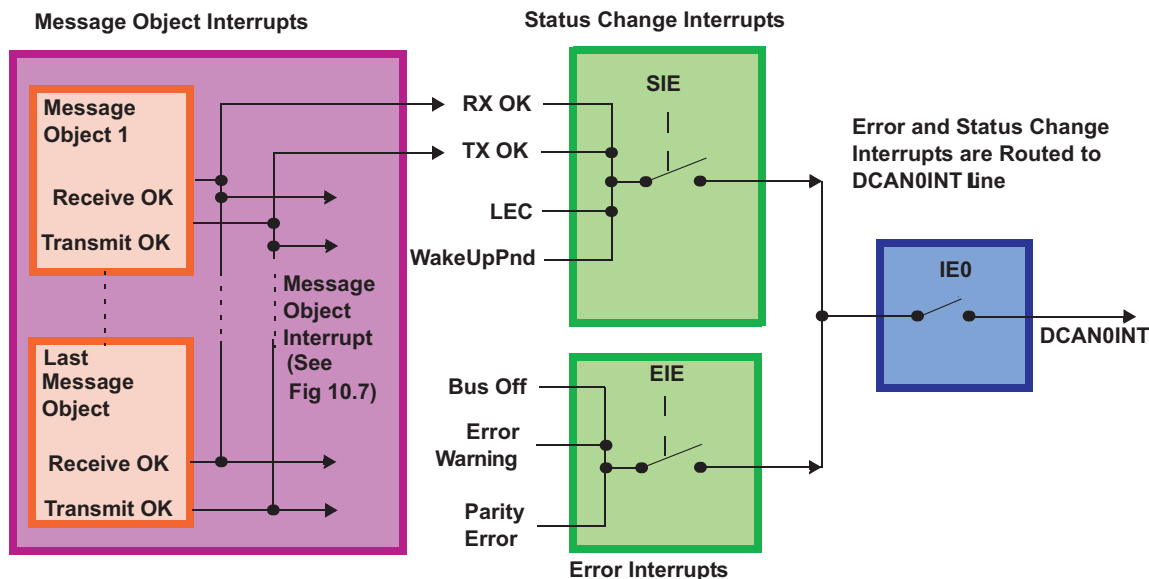 Message Object Interrupts
Message
Object 1
Receive OK
Transmit OK
Message
Object
Interrupt
(See
Fig 10.7)
Last
Message
Object
Receive OK
Transmit OK
Status Change Interrupts
SIE
RX OK
TX OK
LEC
WakeUpPnd
EIE
Bus Off
Error
Warning
Parity
Error
Error Interrupts
Error and Status Change
Interrupts are Routed to
DCAN0INT Line
IE0
DCAN0INT